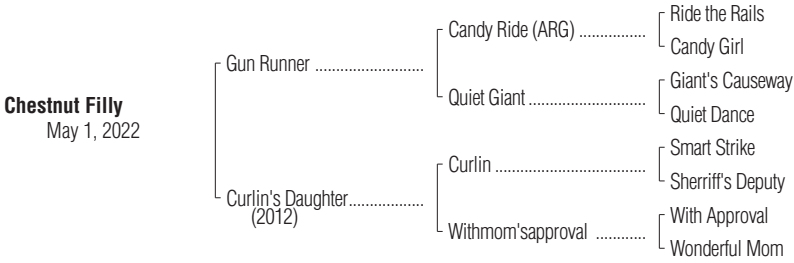 Chestnut Filly
May 1, 2022
Gun Runner ..........................
Curlin's Daughter..................
(2012)
Candy Ride (ARG) ................
Quiet Giant............................
Curlin ....................................
Withmom'sapproval ............
Ride the Rails
Candy Girl
Giant's Causeway
Quiet Dance
Smart Strike
Sherriff's Deputy
With Approval
Wonderful Mom